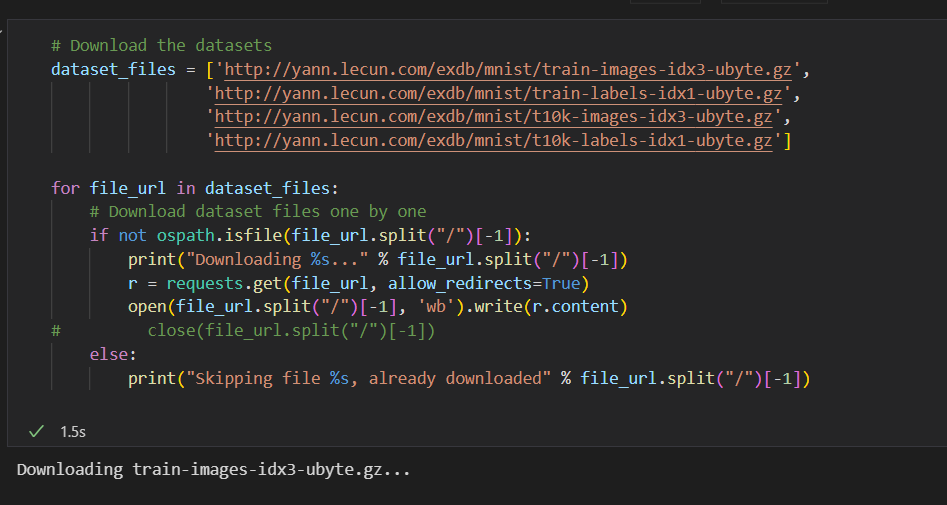 # Download the datasets
dataset_files = ['http://yann.lecun.com/exdb/mnist/train-images-idx3-ubyte.gz',
'http://yann.lecun.com/exdb/mnist/train-labels-idx1-ubyte.gz',
'http://yann.lecun.com/exdb/mnist/t10k-images-idx3-ubyte.gz',
'http://yann.lecun.com/exdb/mnist/t10k-labels-idx1-ubyte.gz']
for file_url in dataset_files:
# Download dataset files one by one
if not ospath.isfile(file_url.split("/")[-1]):
print("Downloading %s..." % file_url.split("/")[-1])
r = requests.get(file_url, allow_redirects=True)
open(file_url.split("/")[-1], 'wb').write(r.content)
# close(file_url.split("/")[-1])
else:
print("Skipping file %s, already downloaded" % file_url.split("/")[-1])
1.5s
Downloading train-images-idx3-ubyte.gz...